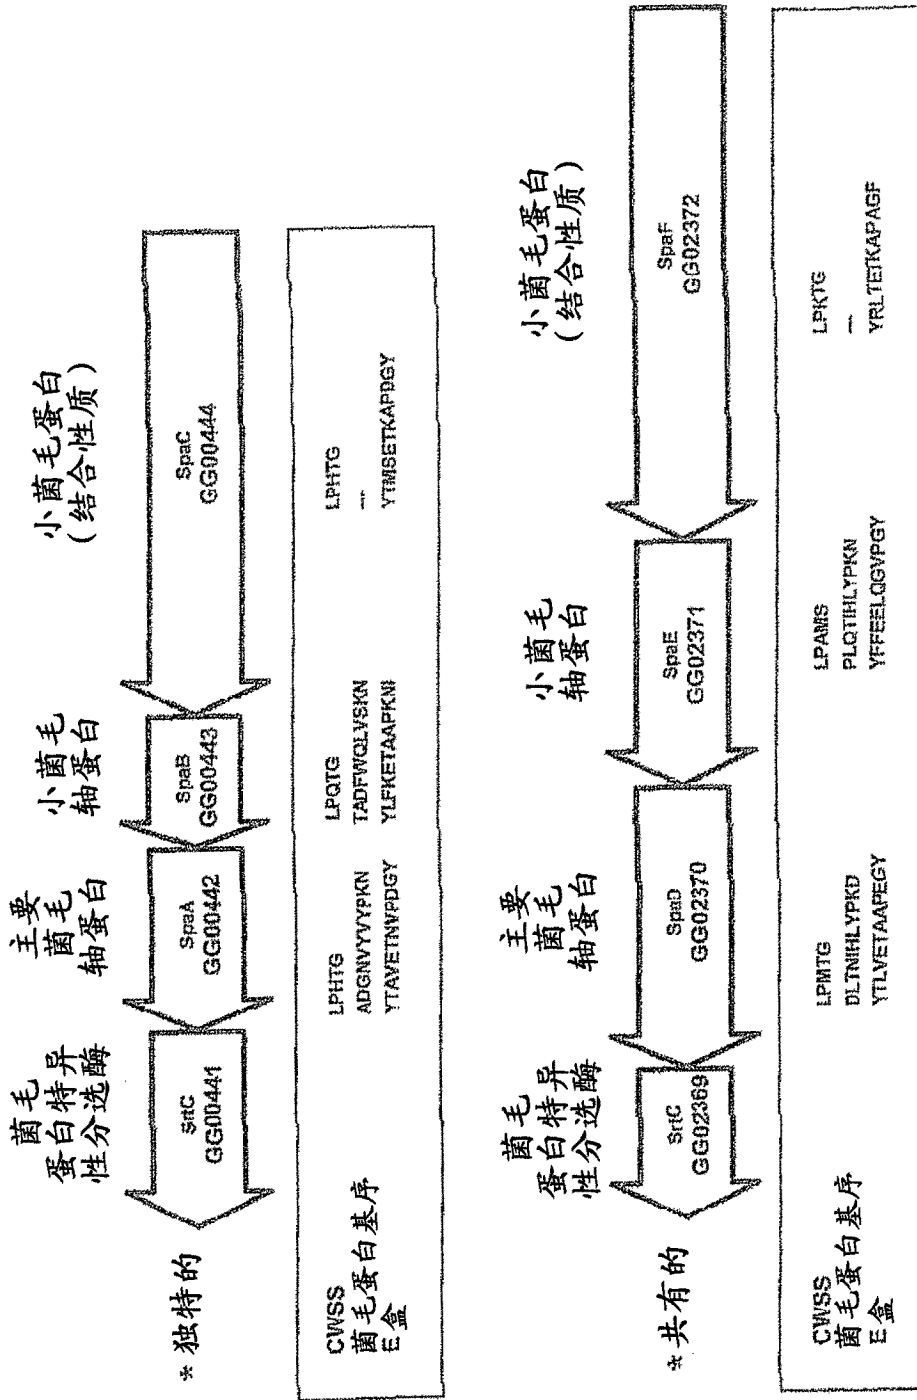 *独特的
菌毛
蛋白特异
性分选酶
主要
菌毛
轴蛋白
小菌毛
轴蛋白
小菌毛蛋白
(结合性质)
SrtC
GG00441
SpaA
GG00442
SpaB
GG00443
SpaC
GG00444
CWSS
菌毛蛋白基序
E盒
LPHTG
ADGNVYVYPKN
YTAVETNVPDGY
LPQTG
TADFWQLVSKN
YLFKETAAPKNI
LPHTG
---
YTMSETKAPDGY
*共有的
菌毛
蛋白特异
性分选酶
主要
菌毛
轴蛋白
小菌毛
轴蛋白
小菌毛蛋白
(结合性质)
SrtC
GG02369
SpaD
GG02370
SpaE
GG02371
SpaF
GG02372
CWSS
菌毛蛋白基序
E盒
LPMTG
DLTNIHLYPKD
YTLVETAAPEGY
LPAMS
PLQTIHLYPKN
YFFEELQGVPGY
LPKTG
---
YRLTETKAPAGF